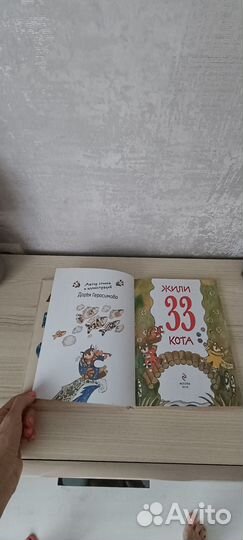 Автор стихов
и иллюстраций
Дарья Герасимова
ЖИЛИ
33
КОТА
Avito